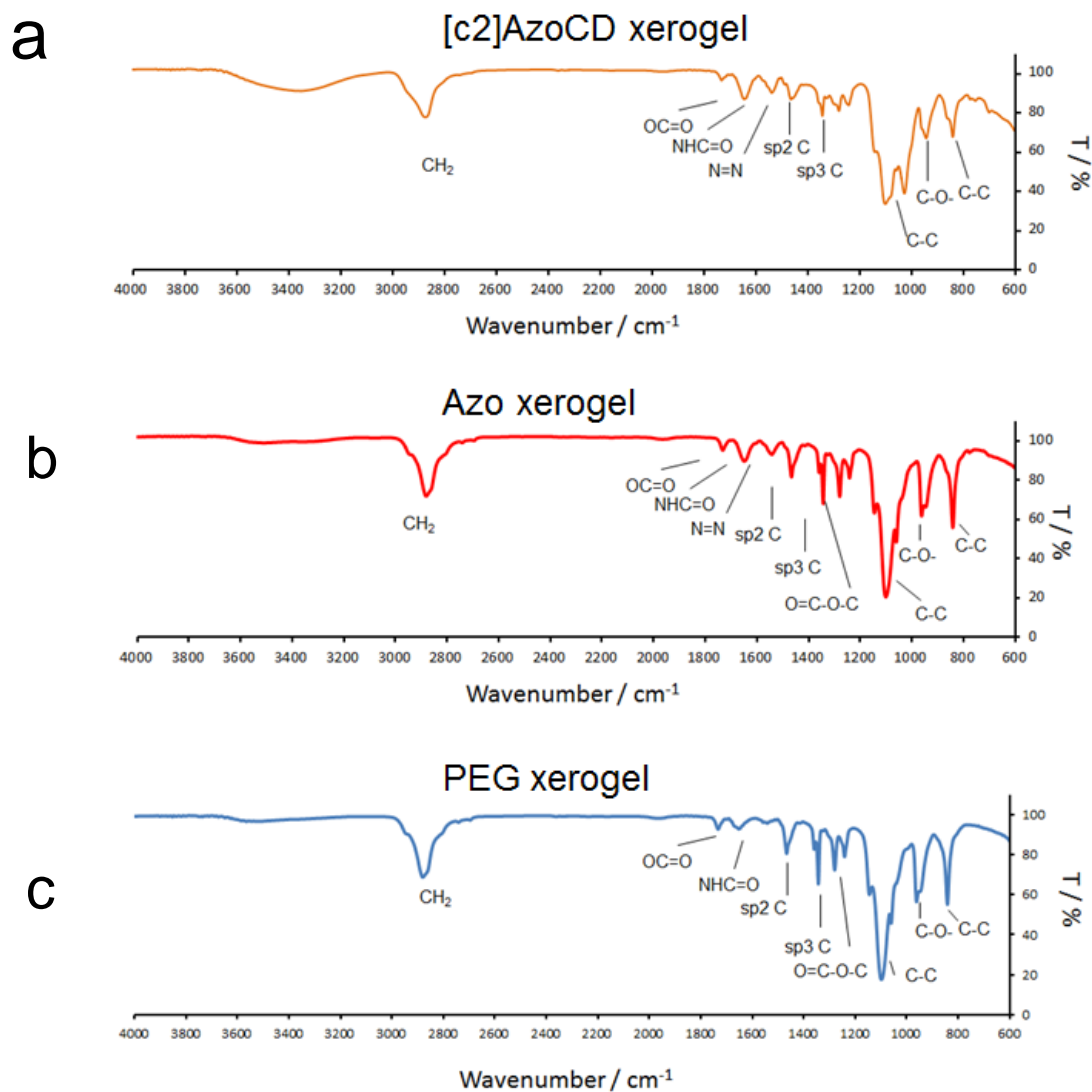 a
[c2]AzoCD xerogel
100
80
60
40
20
0
T / %
OC=O
NHC=O
N=N
sp2 C
sp3 C
CH₂
C-O-
C-C
C-C
4000 3800 3600 3400 3200 3000 2800 2600 2400 2200 2000 1800 1600 1400 1200 1000 800 600
Wavenumber / cm⁻¹
b
Azo xerogel
100
80
60
40
20
0
T / %
OC=O
NHC=O
N=N
sp2 C
sp3 C
O=C-O-C
CH₂
C-O-
C-C
C-C
4000 3800 3600 3400 3200 3000 2800 2600 2400 2200 2000 1800 1600 1400 1200 1000 800 600
Wavenumber / cm⁻¹
c
PEG xerogel
100
80
60
40
20
0
T / %
OC=O
NHC=O
CH₂
sp2 C
sp3 C
O=C-O-C
C-O-
C-C
C-C
4000 3800 3600 3400 3200 3000 2800 2600 2400 2200 2000 1800 1600 1400 1200 1000 800 600
Wavenumber / cm⁻¹